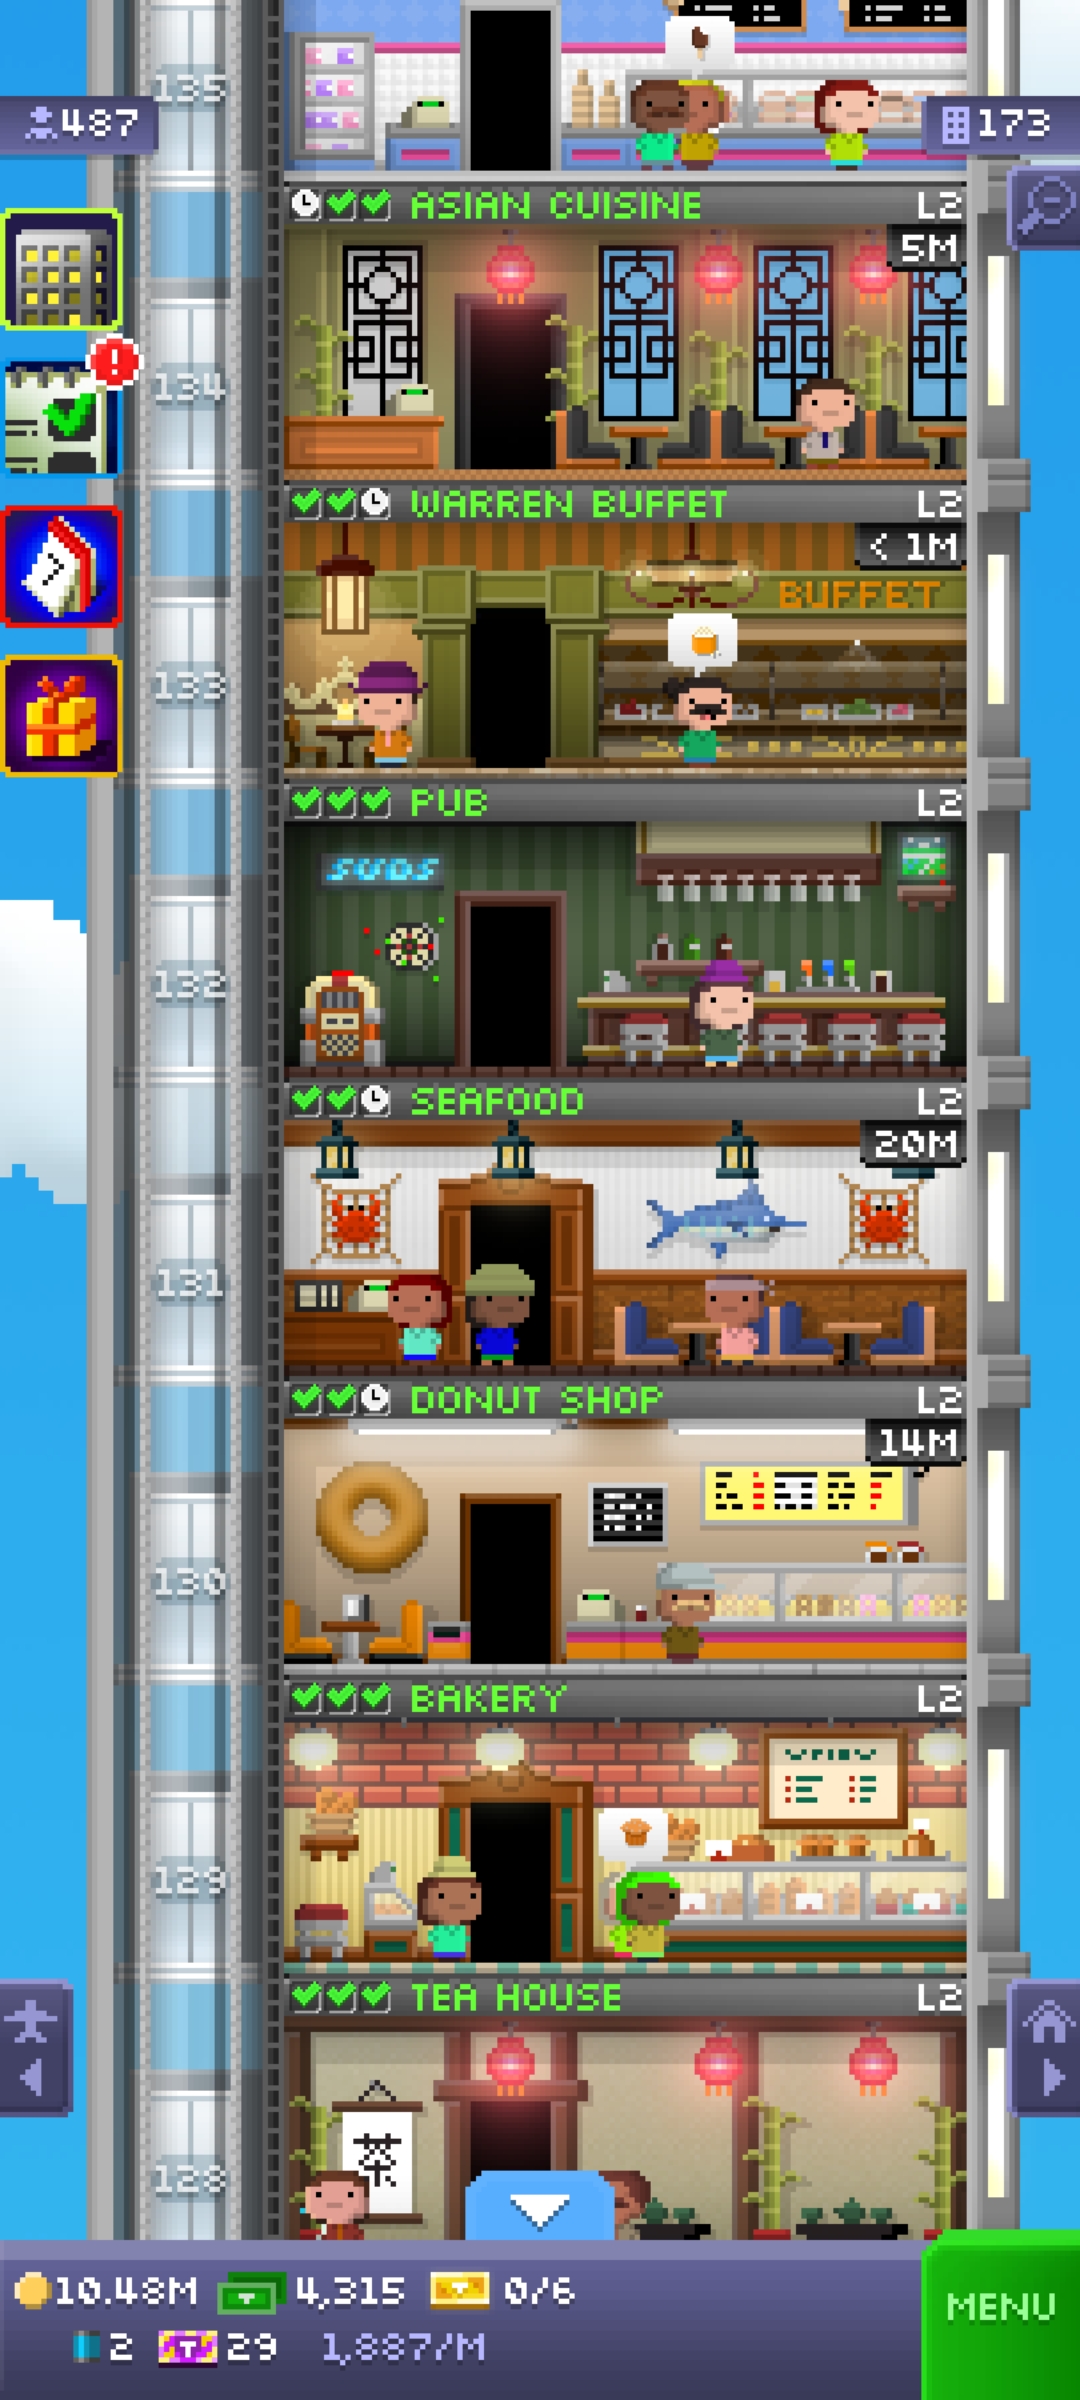 135
487
173
ASIAN CUISINE L2
5M
134
WARREN BUFFET L2
< 1M
BUFFET
133
PUB L2
SUDS
132
SEAFOOD L2
20M
131
DONUT SHOP L2
14M
130
BAKERY L2
129
TEA HOUSE L2
茶
128
10.48M 4,315 0/6
MENU
2 29 1,887/M